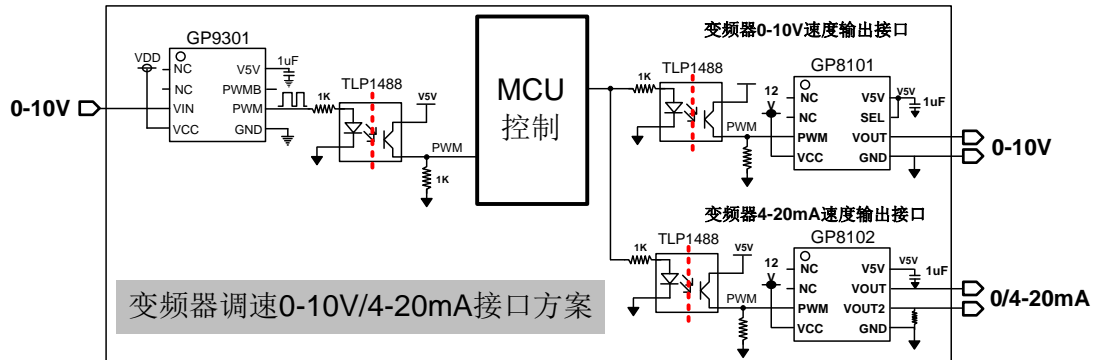 变频器0-10V速度输出接口
GP9301
VDD
NC
NC
VIN
VCC
V5V
PWMB
PWM
GND
1uF
0-10V
1K
TLP1488
V5V
PWM
1K
MCU
控制
1K
TLP1488
PWM
12
V
GP8101
NC
NC
PWM
VCC
V5V
SEL
VOUT
GND
V5V
1uF
0-10V
变频器4-20mA速度输出接口
1K
TLP1488
V5V
PWM
12
V
GP8102
NC
NC
PWM
VCC
V5V
VOUT
VOUT2
GND
V5V
1uF
0/4-20mA
变频器调速0-10V/4-20mA接口方案